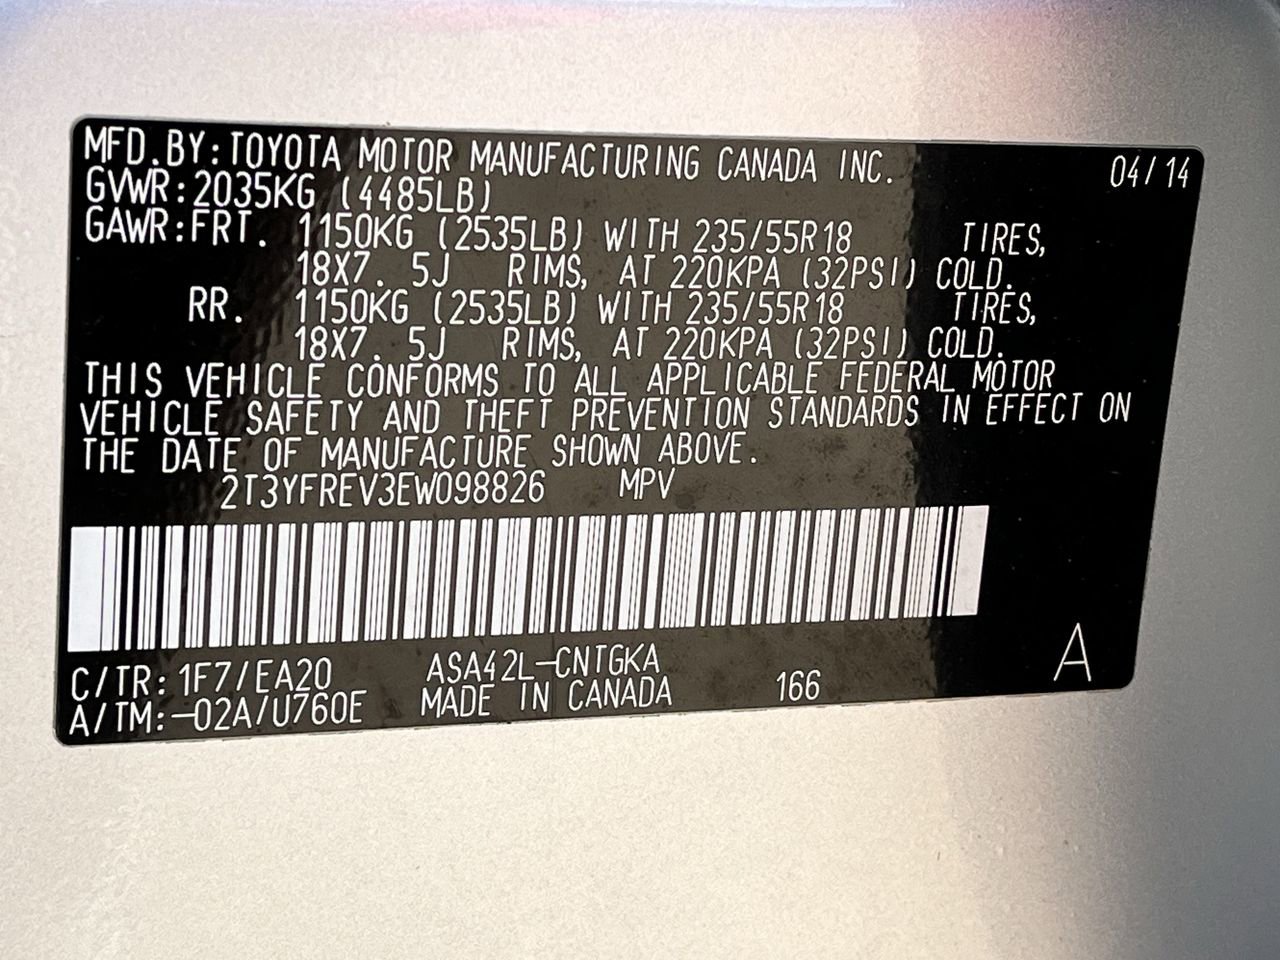 MFD.BY:TOYOTA MOTOR MANUFACTURING CANADA INC. 04/14
GVWR:2035KG (4485LB)
GAWR:FRT. 1150KG (2535LB) WITH 235/55R18 TIRES,
18X7. 5J RIMS, AT 220KPA (32PSI) COLD.
RR. 1150KG (2535LB) WITH 235/55R18 TIRES,
18X7. 5J RIMS, AT 220KPA (32PSI) COLD.
THIS VEHICLE CONFORMS TO ALL APPLICABLE FEDERAL MOTOR
VEHICLE SAFETY AND THEFT PREVENTION STANDARDS IN EFFECT ON
THE DATE OF MANUFACTURE SHOWN ABOVE.
2T3YFREV3EW098826 MPV
C/TR: 1F7/EA20 ASA42L-CNTGKA
A/TM:-02A/U760E MADE IN CANADA 166 A